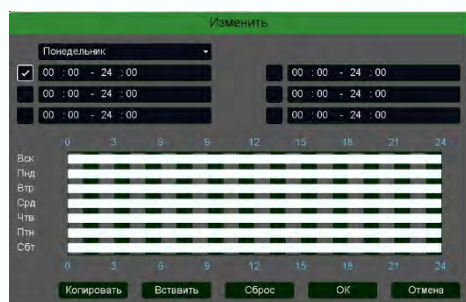 Изменить
Понедельник
00 :00 - 24 :00 00 :00 - 24 :00
00 :00 - 24 :00 00 :00 - 24 :00
00 :00 - 24 :00 00 :00 - 24 :00
0 3 6 9 12 15 18 21 24
Вск
Пнд
Втр
Срд
Чтв
Птн
Сбт
0 3 6 9 12 15 18 21 24
Копировать Вставить Сброс OK Отмена